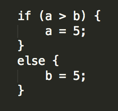 if (a > b) {
    a = 5;
}
else {
    b = 5;
}